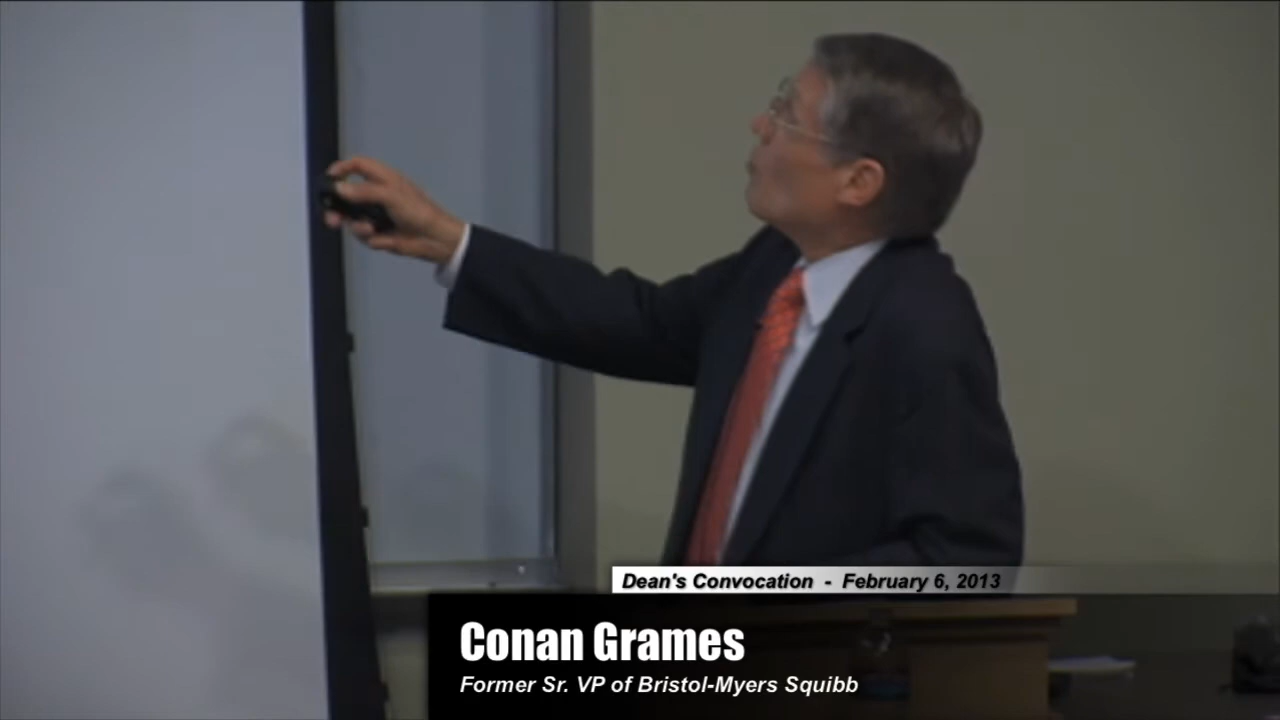 Dean's Convocation - February 6, 2013
Conan Grames
Former Sr. VP of Bristol-Myers Squibb